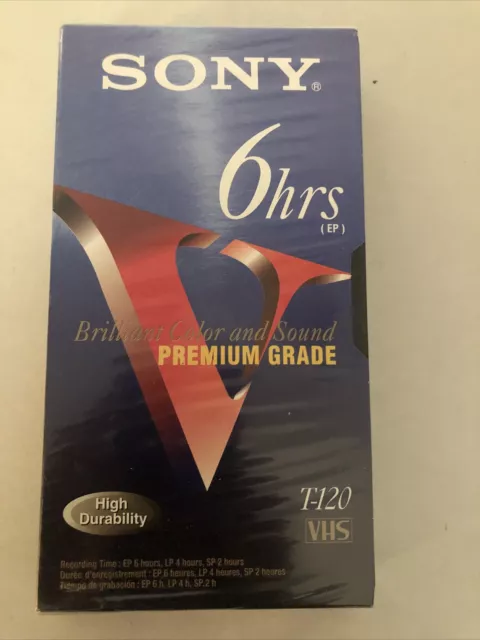 SONY®
6hrs
(EP)
V
Brilliant Color and Sound
PREMIUM GRADE
T-120
High
Durability
VHS
Recording Time : EP 6 hours, LP 4 hours, SP 2 hours
Durée d'enregistrement : EP 6 heures, LP 4 heures, SP 2 heures
Tiempo de grabación : EP 6 h, LP 4 h, SP 2 h